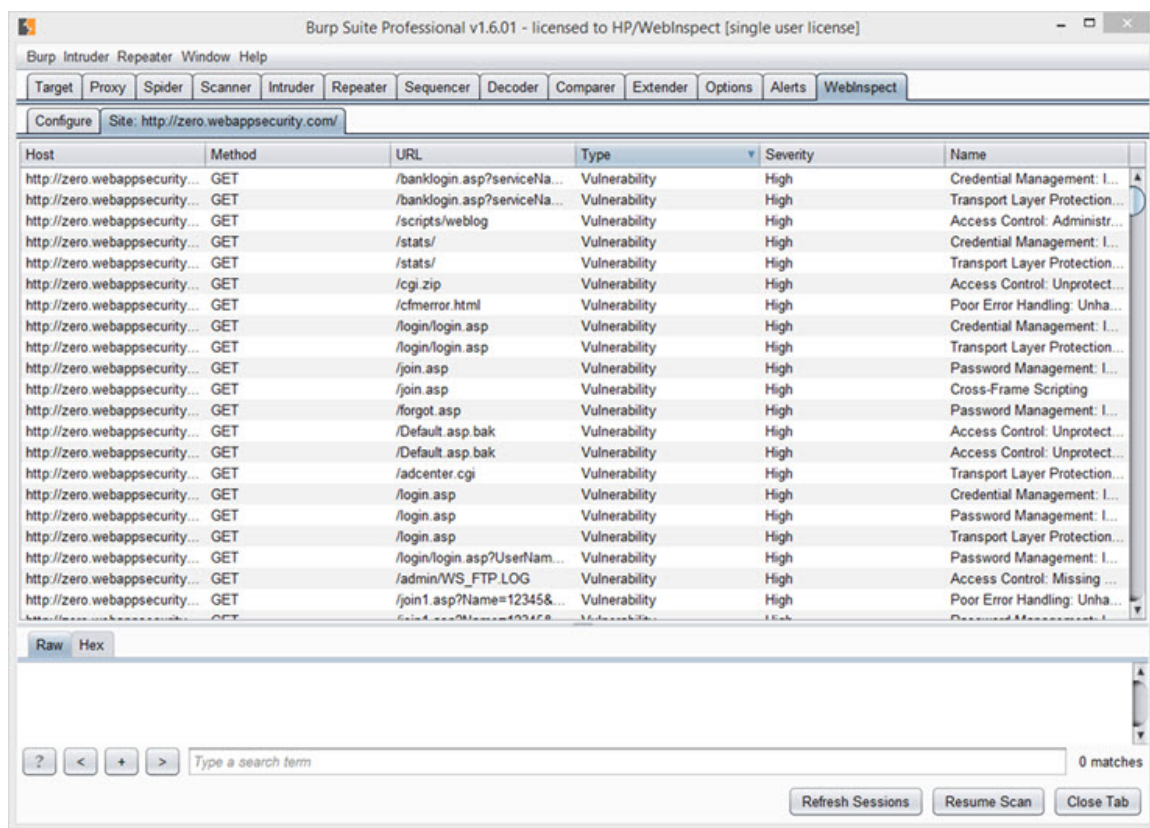 Burp Suite Professional v1.6.01 - licensed to HP/WebInspect [single user license]
Burp Intruder Repeater Window Help
Target Proxy Spider Scanner Intruder Repeater Sequencer Decoder Comparer Extender Options Alerts WebInspect
Configure Site: http://zero.webappsecurity.com/
Host Method URL Type Severity Name
http://zero.webappsecurity... GET /banklogin.asp?serviceNa... Vulnerability High Credential Management: I...
http://zero.webappsecurity... GET /banklogin.asp?serviceNa... Vulnerability High Transport Layer Protection...
http://zero.webappsecurity... GET /scripts/weblog Vulnerability High Access Control: Administr...
http://zero.webappsecurity... GET /stats/ Vulnerability High Credential Management: I...
http://zero.webappsecurity... GET /stats/ Vulnerability High Transport Layer Protection...
http://zero.webappsecurity... GET /cgi.zip Vulnerability High Access Control: Unprotect...
http://zero.webappsecurity... GET /cfmerror.html Vulnerability High Poor Error Handling: Unha...
http://zero.webappsecurity... GET /login/login.asp Vulnerability High Credential Management: I...
http://zero.webappsecurity... GET /login/login.asp Vulnerability High Transport Layer Protection...
http://zero.webappsecurity... GET /join.asp Vulnerability High Password Management: I...
http://zero.webappsecurity... GET /join.asp Vulnerability High Cross-Frame Scripting
http://zero.webappsecurity... GET /forgot.asp Vulnerability High Password Management: I...
http://zero.webappsecurity... GET /Default.asp.bak Vulnerability High Access Control: Unprotect...
http://zero.webappsecurity... GET /Default.asp.bak Vulnerability High Access Control: Unprotect...
http://zero.webappsecurity... GET /adcenter.cgi Vulnerability High Transport Layer Protection...
http://zero.webappsecurity... GET /login.asp Vulnerability High Credential Management: I...
http://zero.webappsecurity... GET /login.asp Vulnerability High Password Management: I...
http://zero.webappsecurity... GET /login.asp Vulnerability High Transport Layer Protection...
http://zero.webappsecurity... GET /login/login.asp?UserNam... Vulnerability High Password Management: I...
http://zero.webappsecurity... GET /admin/WS_FTP.LOG Vulnerability High Access Control: Missing ...
http://zero.webappsecurity... GET /join1.asp?Name=12345&... Vulnerability High Poor Error Handling: Unha...
Raw Hex
? < + > Type a search term 0 matches
Refresh Sessions Resume Scan Close Tab